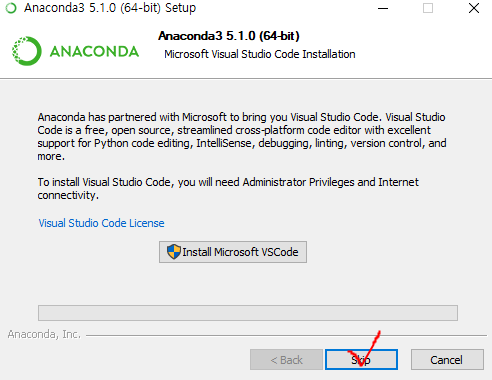 Anaconda3 5.1.0 (64-bit) Setup
ANACONDA
Anaconda3 5.1.0 (64-bit)
Microsoft Visual Studio Code Installation
Anaconda has partnered with Microsoft to bring you Visual Studio Code. Visual Studio
Code is a free, open source, streamlined cross-platform code editor with excellent
support for Python code editing, IntelliSense, debugging, linting, version control, and
more.
To install Visual Studio Code, you will need Administrator Privileges and Internet
connectivity.
Visual Studio Code License
Install Microsoft VSCode
Anaconda, Inc.
< Back
Skip
Cancel